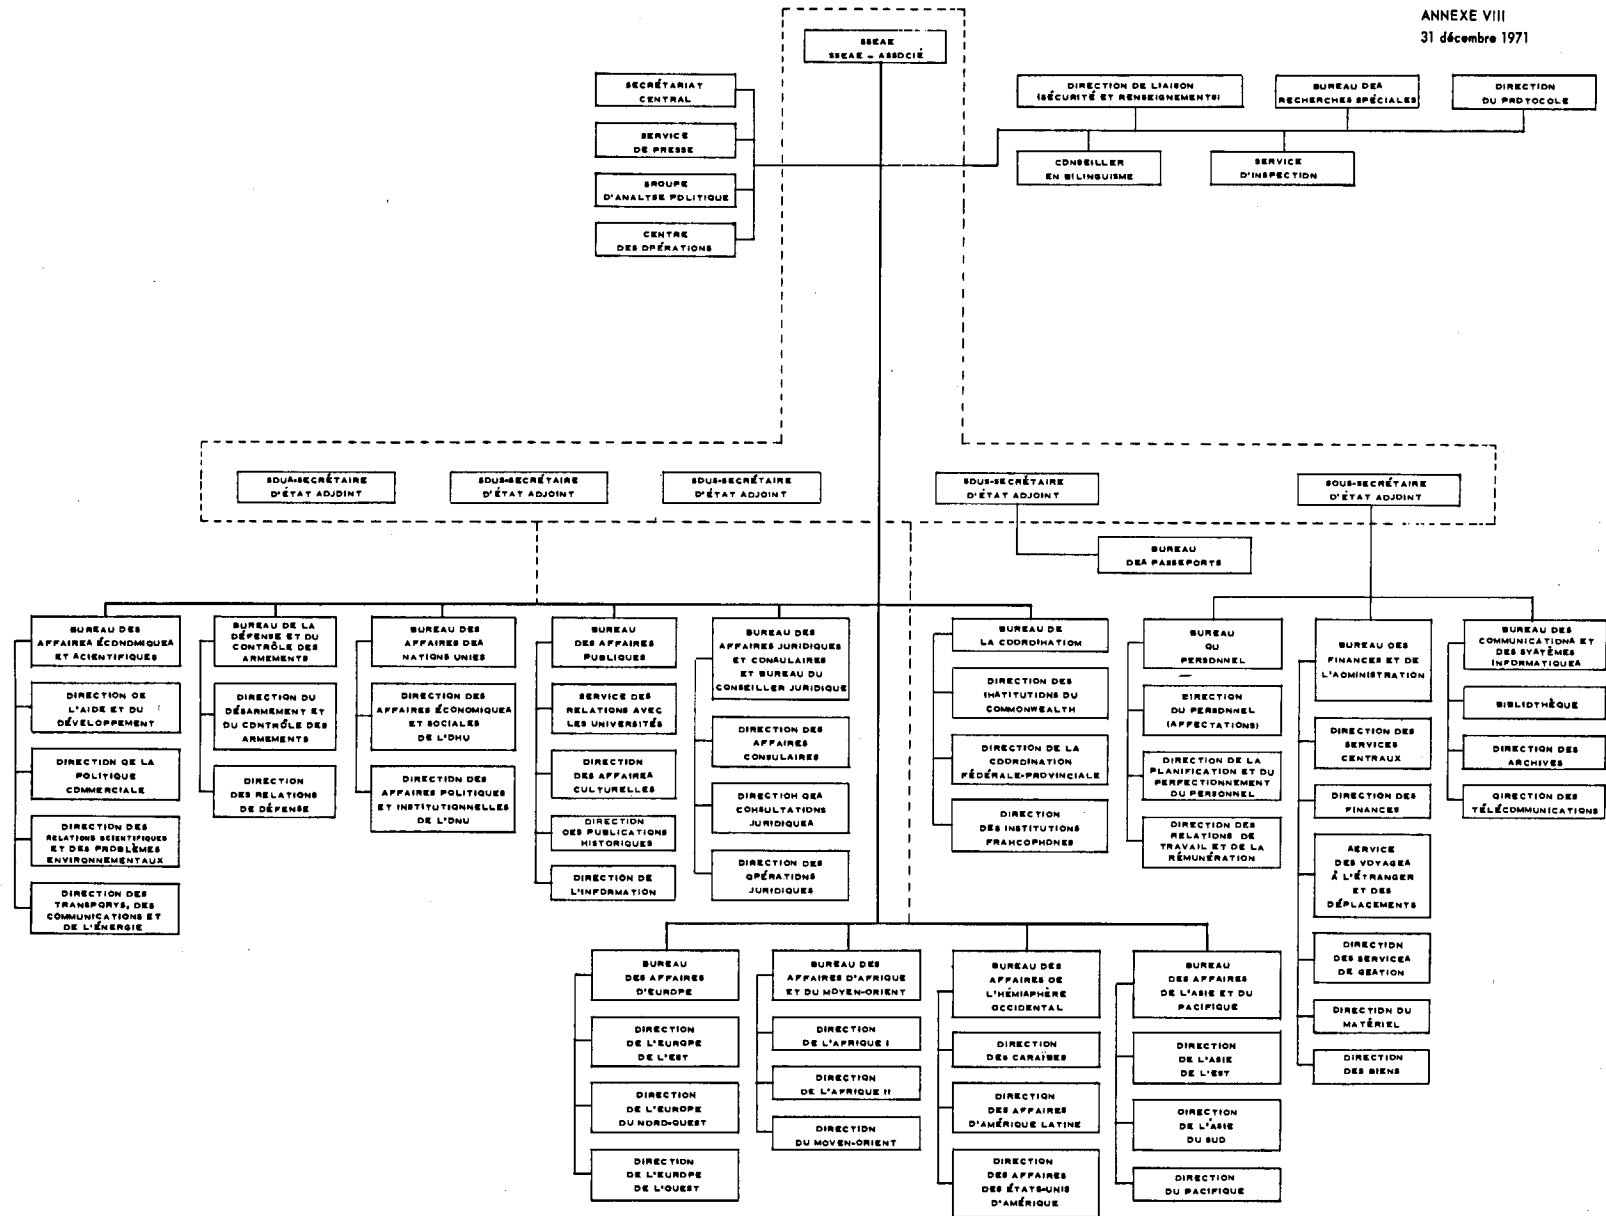 ANNEXE VIII
31 décembre 1971
SSEAE
SSEAE – ASSOCIÉ
SECRÉTARIAT
CENTRAL
SERVICE
DE PRESSE
GROUPE
D'ANALYSE POLITIQUE
CENTRE
DES OPÉRATIONS
DIRECTION DE LIAISON
(SÉCURITÉ ET RENSEIGNEMENTS)
BUREAU DES
RECHERCHES SPÉCIALES
DIRECTION
DU PROTOCOLE
CONSEILLER
EN BILINGUISME
SERVICE
D'INSPECTION
SOUS-SECRÉTAIRE
D'ÉTAT ADJOINT
SOUS-SECRÉTAIRE
D'ÉTAT ADJOINT
SOUS-SECRÉTAIRE
D'ÉTAT ADJOINT
SOUS-SECRÉTAIRE
D'ÉTAT ADJOINT
SOUS-SECRÉTAIRE
D'ÉTAT ADJOINT
BUREAU
DES PASSEPORTS
BUREAU DES
AFFAIRES ÉCONOMIQUES
ET SCIENTIFIQUES
DIRECTION DE
L'AIDE ET DU
DÉVELOPPEMENT
DIRECTION DE LA
POLITIQUE
COMMERCIALE
DIRECTION DES
RELATIONS SCIENTIFIQUES
ET DES PROBLÈMES
ENVIRONNEMENTAUX
DIRECTION DES
TRANSPORTS, DES
COMMUNICATIONS ET
DE L'ÉNERGIE
BUREAU DE LA
DÉFENSE ET DU
CONTRÔLE DES
ARMEMENTS
DIRECTION DU
DÉSARMEMENT ET
DU CONTRÔLE DES
ARMEMENTS
DIRECTION
DES RELATIONS
DE DÉFENSE
BUREAU DES
AFFAIRES DES
NATIONS UNIES
DIRECTION DES
AFFAIRES ÉCONOMIQUES
ET SOCIALES
DE L'ONU
DIRECTION DES
AFFAIRES POLITIQUES
ET INSTITUTIONNELLES
DE L'ONU
BUREAU
DES AFFAIRES
PUBLIQUES
SERVICE DES
RELATIONS AVEC
LES UNIVERSITÉS
DIRECTION
DES AFFAIRES
CULTURELLES
DIRECTION
DES PUBLICATIONS
HISTORIQUES
DIRECTION DE
L'INFORMATION
BUREAU DES
AFFAIRES JURIDIQUES
ET CONSULAIRES
ET BUREAU DU
CONSEILLER JURIDIQUE
DIRECTION DES
AFFAIRES
CONSULAIRES
DIRECTION DES
CONSULTATIONS
JURIDIQUES
DIRECTION DES
OPÉRATIONS
JURIDIQUES
BUREAU DE
LA COORDINATION
DIRECTION DES
INSTITUTIONS DU
COMMONWEALTH
DIRECTION DE LA
COORDINATION
FÉDÉRALE-PROVINCIALE
DIRECTION
DES INSTITUTIONS
FRANCOPHONES
BUREAU
DU
PERSONNEL
DIRECTION
DU PERSONNEL
(AFFECTATIONS)
DIRECTION DE LA
PLANIFICATION ET DU
PERFECTIONNEMENT
DU PERSONNEL
DIRECTION DES
RELATIONS DE
TRAVAIL ET DE LA
RÉMUNÉRATION
BUREAU DES
FINANCES ET DE
L'ADMINISTRATION
DIRECTION DES
SERVICES
CENTRAUX
DIRECTION DES
FINANCES
SERVICE
DES VOYAGES
À L'ÉTRANGER
ET DES
DÉPLACEMENTS
DIRECTION
DES SERVICES
DE GESTION
DIRECTION DU
MATÉRIEL
DIRECTION
DES BIENS
BUREAU DES
COMMUNICATIONS ET
DES SYSTÈMES
INFORMATIQUES
BIBLIOTHÈQUE
DIRECTION DES
ARCHIVES
DIRECTION DES
TÉLÉCOMMUNICATIONS
BUREAU
DES AFFAIRES
D'EUROPE
DIRECTION
DE L'EUROPE
DE L'EST
DIRECTION
DE L'EUROPE
DU NORD-OUEST
DIRECTION
DE L'EUROPE
DE L'OUEST
BUREAU DES
AFFAIRES D'AFRIQUE
ET DU MOYEN-ORIENT
DIRECTION
DE L'AFRIQUE I
DIRECTION
DE L'AFRIQUE II
DIRECTION
DU MOYEN-ORIENT
BUREAU DES
AFFAIRES DE
L'HÉMISPHÈRE
OCCIDENTAL
DIRECTION
DES CARAÏBES
DIRECTION
DES AFFAIRES
D'AMÉRIQUE LATINE
DIRECTION
DES AFFAIRES
DES ÉTATS-UNIS
D'AMÉRIQUE
BUREAU
DES AFFAIRES
DE L'ASIE ET DU
PACIFIQUE
DIRECTION
DE L'ASIE
DE L'EST
DIRECTION
DE L'ASIE
DU SUD
DIRECTION
DU PACIFIQUE